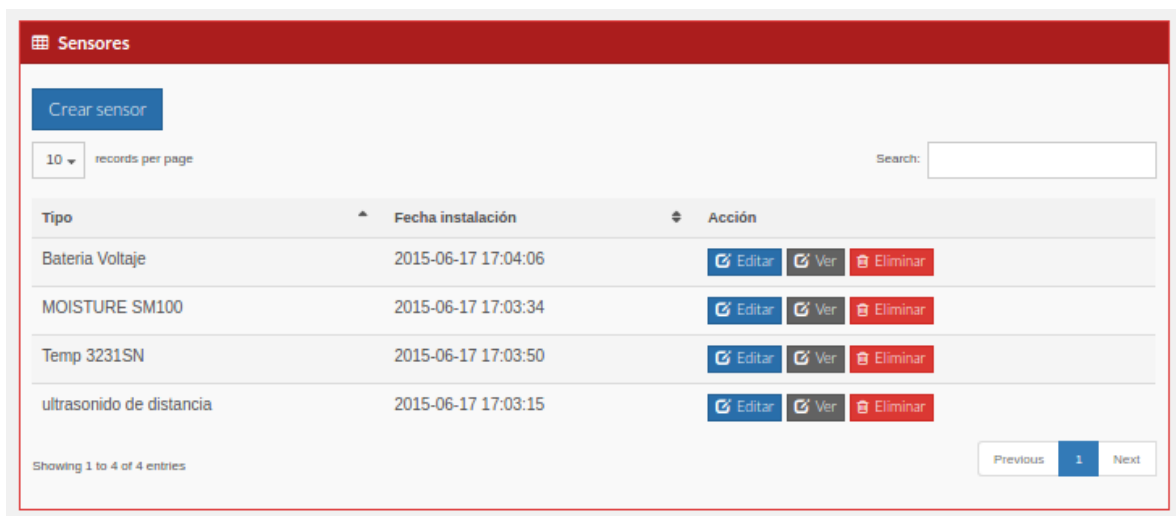 Sensores
Crear sensor
10 records per page Search:
Tipo Fecha instalación Acción
Bateria Voltaje 2015-06-17 17:04:06 Editar Ver Eliminar
MOISTURE SM100 2015-06-17 17:03:34 Editar Ver Eliminar
Temp 3231SN 2015-06-17 17:03:50 Editar Ver Eliminar
ultrasonido de distancia 2015-06-17 17:03:15 Editar Ver Eliminar
Showing 1 to 4 of 4 entries Previous 1 Next